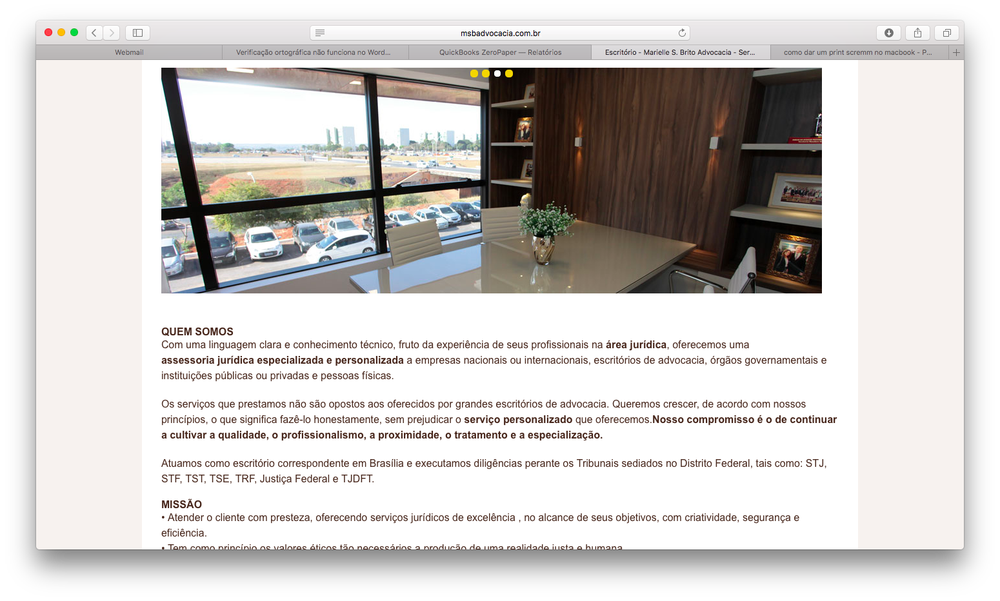 msbadvocacia.com.br
Webmail
Verificação ortográfica não funciona no Word...
QuickBooks ZeroPaper — Relatórios
Escritório - Marielle S. Brito Advocacia - Ser...
como dar um print scremm no macbook - P...
QUEM SOMOS
Com uma linguagem clara e conhecimento técnico, fruto da experiência de seus profissionais na área jurídica, oferecemos uma
assessoria jurídica especializada e personalizada a empresas nacionais ou internacionais, escritórios de advocacia, órgãos governamentais e
instituições públicas ou privadas e pessoas físicas.
Os serviços que prestamos não são opostos aos oferecidos por grandes escritórios de advocacia. Queremos crescer, de acordo com nossos
princípios, o que significa fazê-lo honestamente, sem prejudicar o serviço personalizado que oferecemos.Nosso compromisso é o de continuar
a cultivar a qualidade, o profissionalismo, a proximidade, o tratamento e a especialização.
Atuamos como escritório correspondente em Brasília e executamos diligências perante os Tribunais sediados no Distrito Federal, tais como: STJ,
STF, TST, TSE, TRF, Justiça Federal e TJDFT.
MISSÃO
• Atender o cliente com presteza, oferecendo serviços jurídicos de excelência , no alcance de seus objetivos, com criatividade, segurança e
eficiência.
• Tem como princípio os valores éticos tão necessários a produção de uma realidade justa e humana